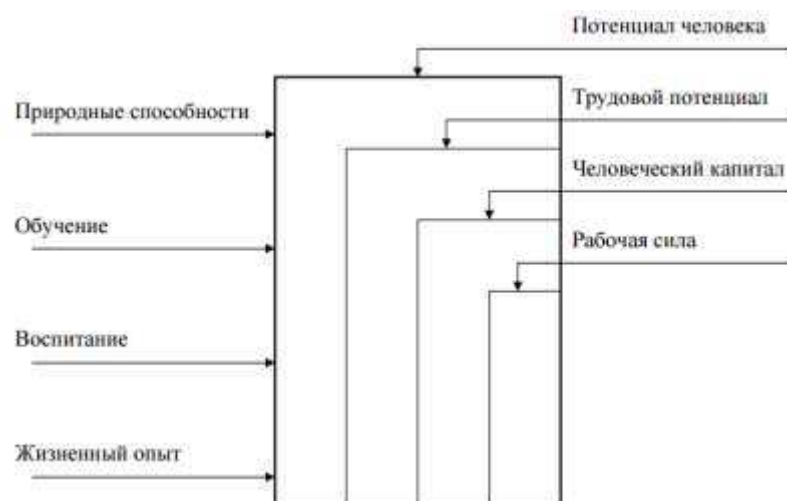 Потенциал человека
Природные способности
Трудовой потенциал
Человеческий капитал
Обучение
Рабочая сила
Воспитание
Жизненный опыт